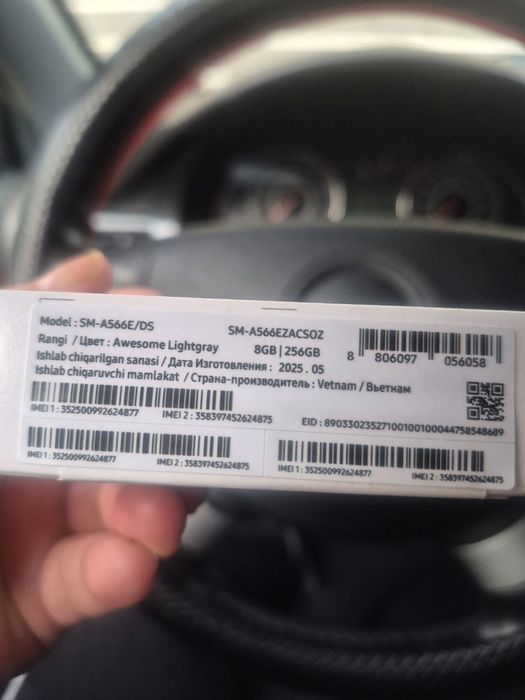 Model : SM-A566E/DS
SM-A566EZACSOZ
Rangi / Цвет : Awesome Lightgray
8GB | 256GB
8 806097 056058
Ishlab chiqarilgan sanasi / Дата Изготовления : 2025 . 05
Ishlab chiqaruvchi mamlakat / Страна-производитель : Vetnam / Вьетнам
IMEI 1 : 352500992624877
IMEI 2 : 358397452624875
EID : 89033023527100100100044758548689
IMEI 1 : 352500992624877
IMEI 2 : 358397452624875
IMEI 1 : 352500992624877
IMEI 2 : 358397452624875